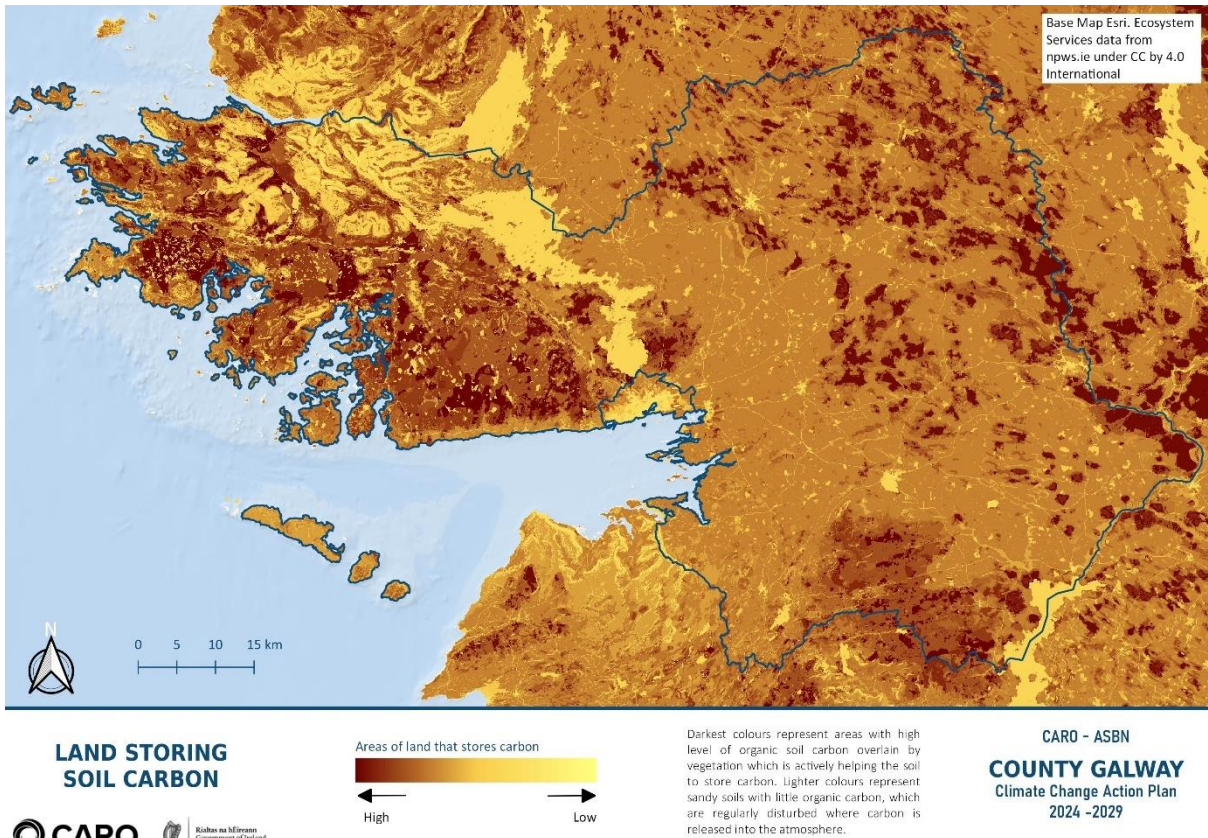 Base Map Esri. Ecosystem
Services data from
npws.ie under CC by 4.0
International
N
0 5 10 15 km
LAND STORING
SOIL CARBON
Areas of land that stores carbon
High Low
Darkest colours represent areas with high
level of organic soil carbon overlain by
vegetation which is actively helping the soil
to store carbon. Lighter colours represent
sandy soils with little organic carbon, which
are regularly disturbed where carbon is
released into the atmosphere.
CARO - ASBN
COUNTY GALWAY
Climate Change Action Plan
2024 -2029
CARO
Rialtas na hÉireann
Government of Ireland